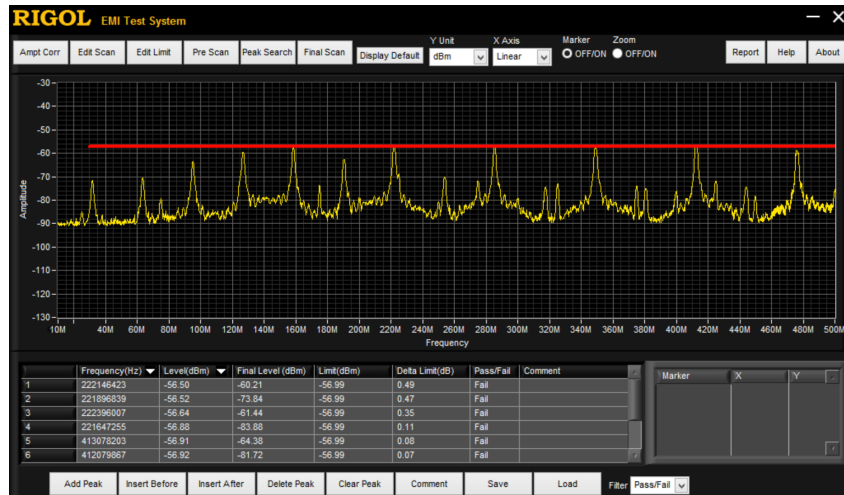 RIGOL EMI Test System
Y Unit X Axis Marker Zoom
Ampt Corr Edit Scan Edit Limit Pre Scan Peak Search Final Scan Display Default dBm Linear OFF/ON OFF/ON Report Help About
-30
-40
-50
-60
-70
-80
-90
-100
-110
-120
-130
Amplitude
10M 40M 60M 80M 100M 120M 140M 160M 180M 200M 220M 240M 260M 280M 300M 320M 340M 360M 380M 400M 420M 440M 460M 480M 500M
Frequency
Frequency(Hz) Level(dBm) Final Level (dBm) Limit(dBm) Delta Limit(dB) Pass/Fail Comment
1 222146423 -56.50 -60.21 -56.99 0.49 Fail
2 221896839 -56.52 -73.84 -56.99 0.47 Fail
3 222396007 -56.64 -61.44 -56.99 0.35 Fail
4 221647255 -56.88 -83.88 -56.99 0.11 Fail
5 413078203 -56.91 -64.38 -56.99 0.08 Fail
6 412079867 -56.92 -81.72 -56.99 0.07 Fail
Marker X Y
Add Peak Insert Before Insert After Delete Peak Clear Peak Comment Save Load Filter Pass/Fail